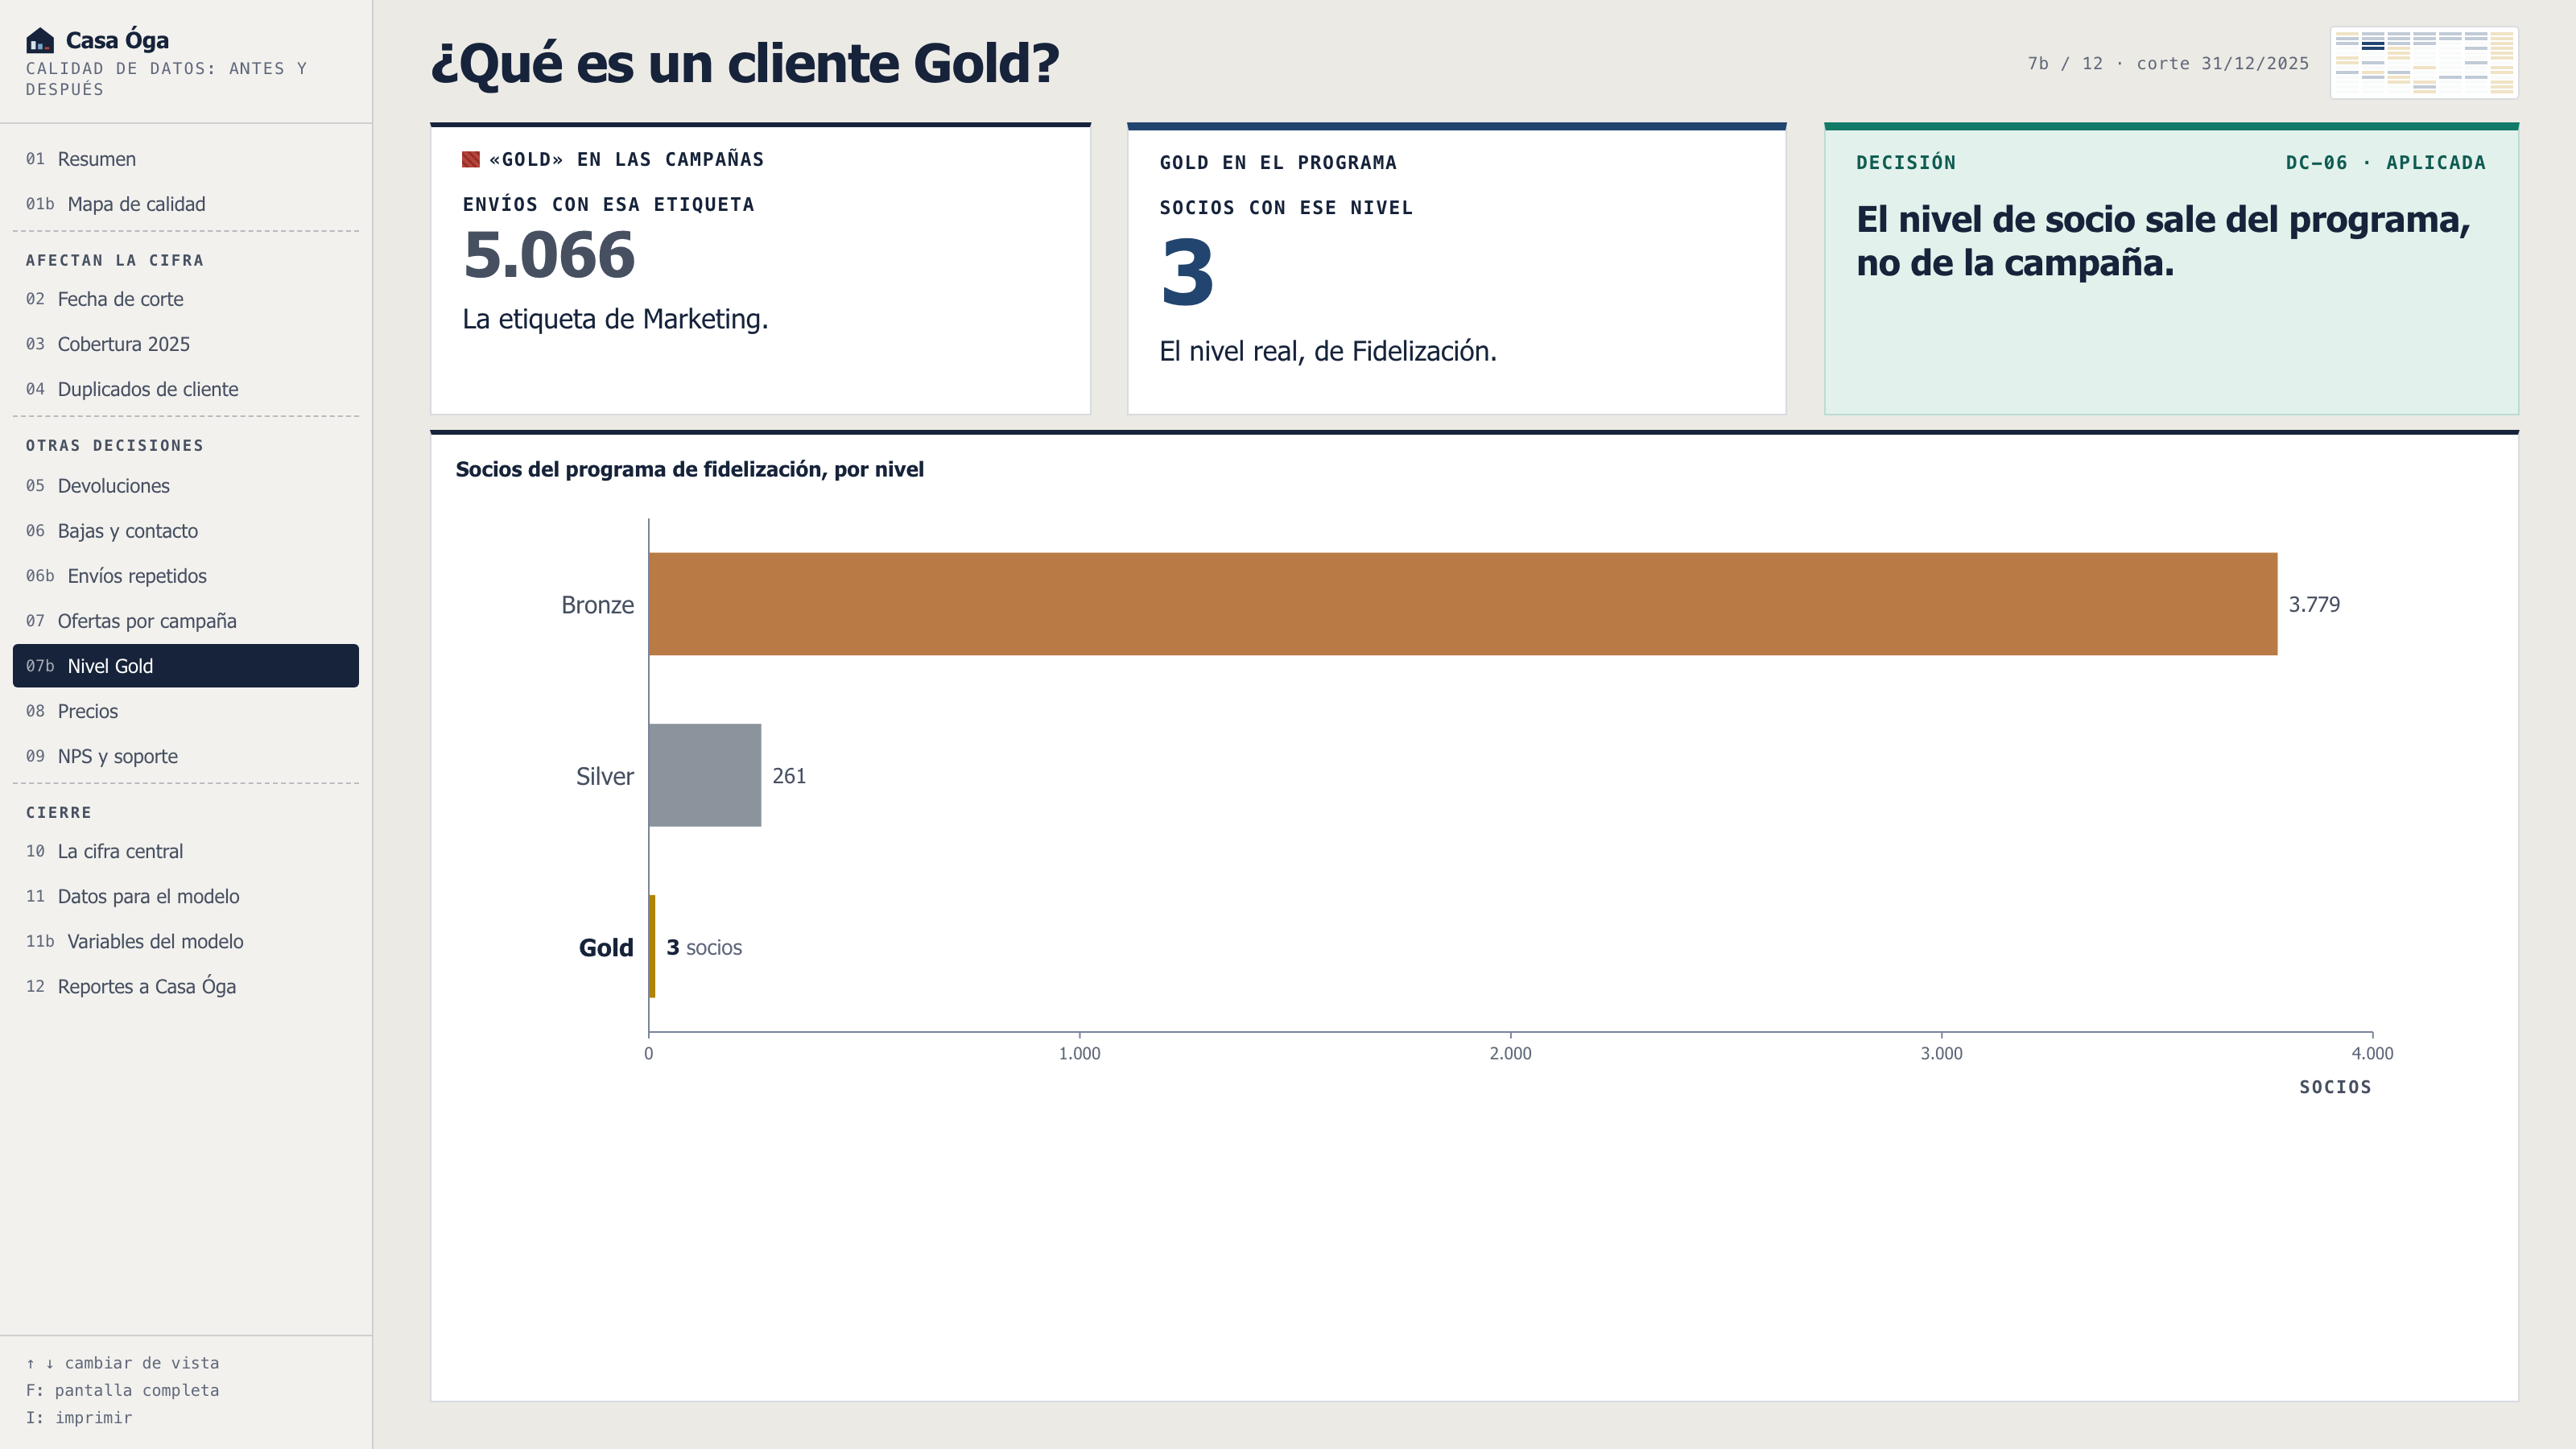 Casa Óga
CALIDAD DE DATOS: ANTES Y
DESPUÉS
01 Resumen
01b Mapa de calidad
AFECTAN LA CIFRA
02 Fecha de corte
03 Cobertura 2025
04 Duplicados de cliente
OTRAS DECISIONES
05 Devoluciones
06 Bajas y contacto
06b Envíos repetidos
07 Ofertas por campaña
07b Nivel Gold
08 Precios
09 NPS y soporte
CIERRE
10 La cifra central
11 Datos para el modelo
11b Variables del modelo
12 Reportes a Casa Óga
↑ ↓ cambiar de vista
F: pantalla completa
I: imprimir
¿Qué es un cliente Gold?
7b / 12 · corte 31/12/2025
«GOLD» EN LAS CAMPAÑAS
ENVÍOS CON ESA ETIQUETA
5.066
La etiqueta de Marketing.
GOLD EN EL PROGRAMA
SOCIOS CON ESE NIVEL
3
El nivel real, de Fidelización.
DECISIÓN DC–06 · APLICADA
El nivel de socio sale del programa,
no de la campaña.
Socios del programa de fidelización, por nivel
Bronze 3.779
Silver 261
Gold 3 socios
0 1.000 2.000 3.000 4.000
SOCIOS